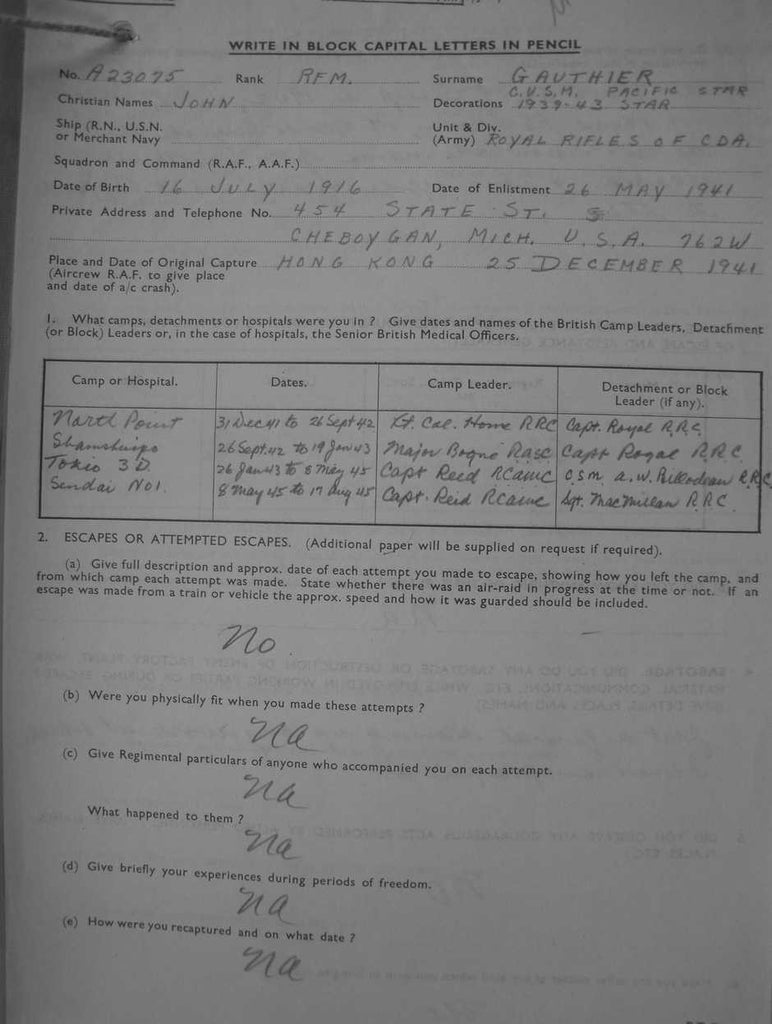 WRITE IN BLOCK CAPITAL LETTERS IN PENCIL
No. A23075 Rank RFM. Surname GAUTHIER
C.V.S.M. PACIFIC STAR
Christian Names JOHN Decorations 1939-43 STAR
Ship (R.N., U.S.N. or Merchant Navy
Unit & Div. (Army) ROYAL RIFLES OF CDA.
Squadron and Command (R.A.F., A.A.F.)
Date of Birth 16 JULY 1916 Date of Enlistment 26 MAY 1941
Private Address and Telephone No. 454 STATE ST. S
CHEBOYGAN, MICH. U.S.A. 762W
Place and Date of Original Capture HONG KONG 25 DECEMBER 1941
(Aircrew R.A.F. to give place
and date of a/c crash).
1. What camps, detachments or hospitals were you in ? Give dates and names of the British Camp Leaders, Detachment
(or Block) Leaders or, in the case of hospitals, the Senior British Medical Officers.
Camp or Hospital. Dates. Camp Leader. Detachment or Block Leader (if any).
North Point 31 Dec 41 to 26 Sept 42 Lt. Col. Home RRC Capt. Royal R.R.C.
Shamshuipo 26 Sept. 42 to 19 Jan 43 Major Boone Rasc Capt Royal R.R.C.
Tokio 3 D. 26 Jan 43 to 8 May 45 Capt Reid RCAMC C.S.M. A.W. R.R.C.
Sendai No1. 8 May 45 to 17 Aug 45 Capt. Reid RCAMC Sgt. MacMillan R.R.C.
2. ESCAPES OR ATTEMPTED ESCAPES. (Additional paper will be supplied on request if required).
(a) Give full description and approx. date of each attempt you made to escape, showing how you left the camp, and
from which camp each attempt was made. State whether there was an air-raid in progress at the time or not. If an
escape was made from a train or vehicle the approx. speed and how it was guarded should be included.
No
(b) Were you physically fit when you made these attempts ?
Na
(c) Give Regimental particulars of anyone who accompanied you on each attempt.
Na
What happened to them ?
Na
(d) Give briefly your experiences during periods of freedom.
Na
(e) How were you recaptured and on what date ?
Na